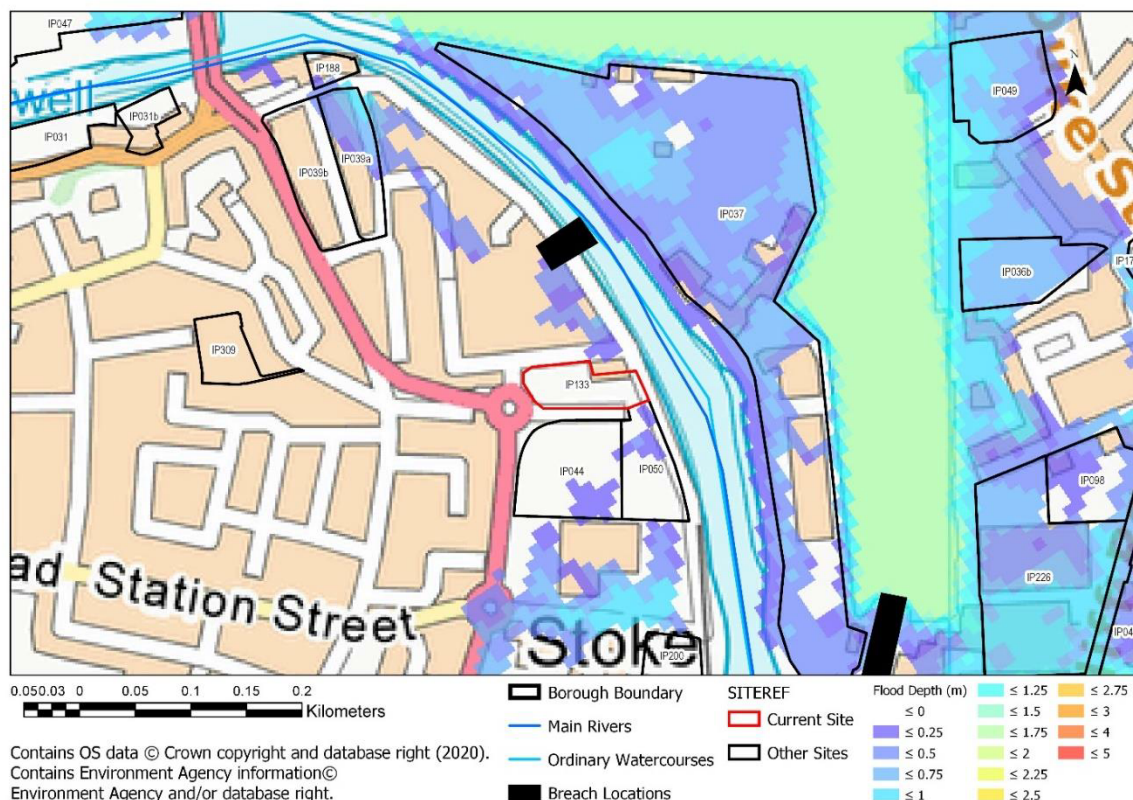 IP047
well
IP188
IP031
IP031b
IP039b
IP039a
IP037
IP049
N
IP036b
IP309
IP133
IP044
IP050
IP098
IP226
ad Station Street
Stoke
IP200
0.05 0.03 0 0.05 0.1 0.15 0.2
Kilometers
Contains OS data © Crown copyright and database right (2020).
Contains Environment Agency information©
Environment Agency and/or database right.
Borough Boundary
Main Rivers
Ordinary Watercourses
Breach Locations
SITEREF
Current Site
Other Sites
Flood Depth (m)
≤ 0
≤ 0.25
≤ 0.5
≤ 0.75
≤ 1
≤ 1.25
≤ 1.5
≤ 1.75
≤ 2
≤ 2.25
≤ 2.5
≤ 2.75
≤ 3
≤ 4
≤ 5